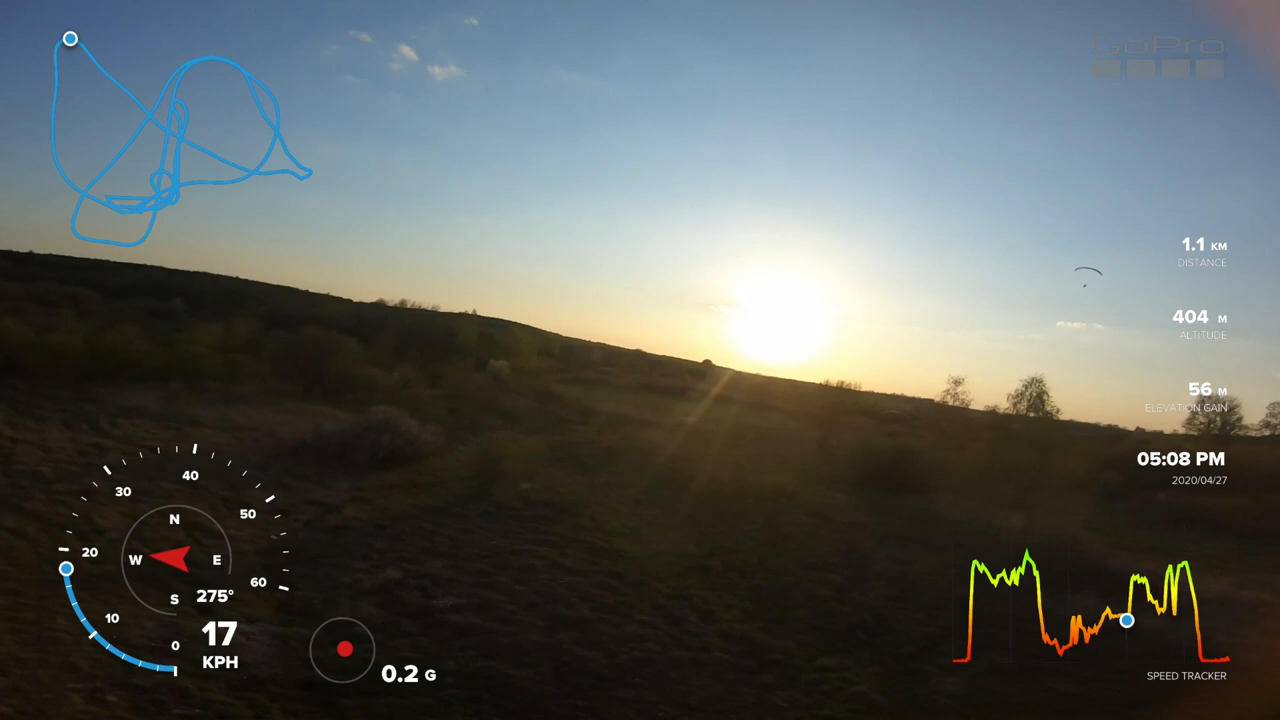 GoPro
1.1 KM
DISTANCE
404 M
ALTITUDE
56 M
ELEVATION GAIN
05:08 PM
2020/04/27
40
30
50
N
20
W
E
60
S
275°
10
17
0
KPH
0.2 G
SPEED TRACKER